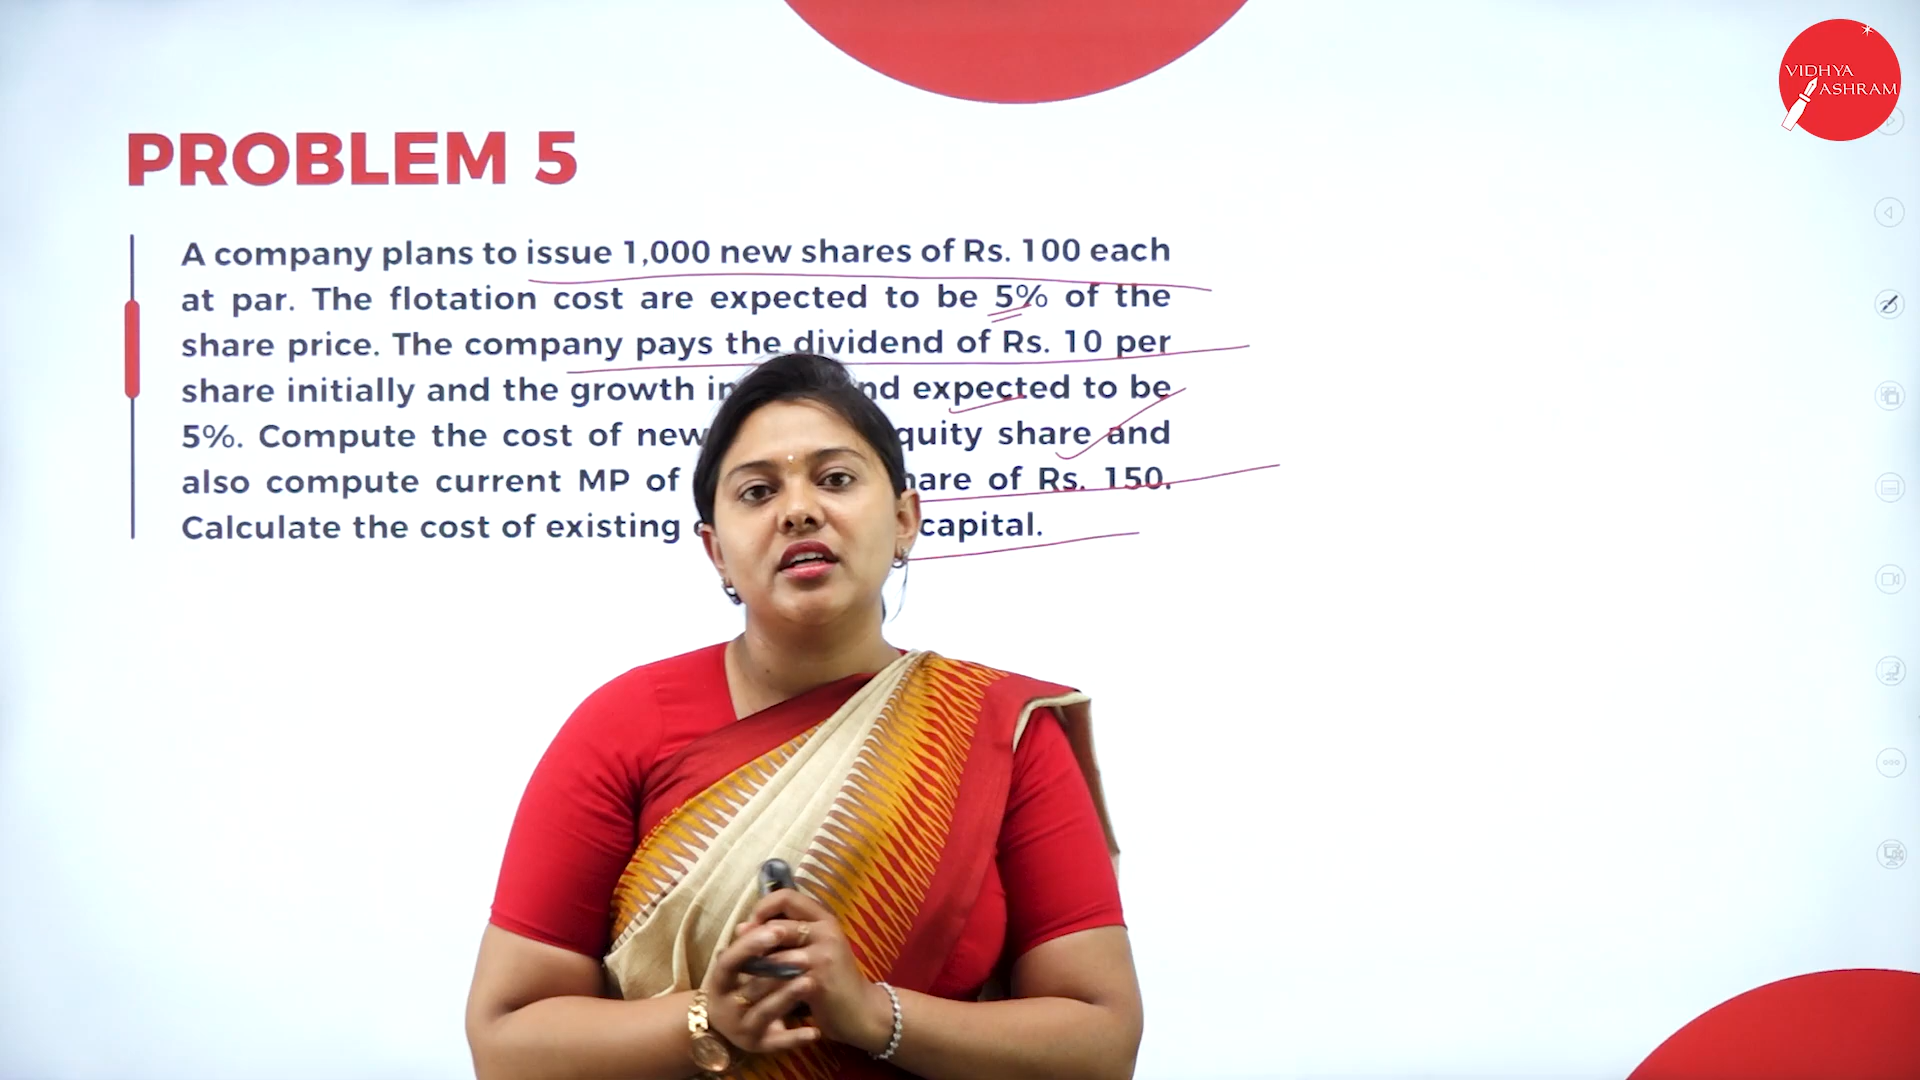 VIDHYA
ASHRAM
PROBLEM 5
A company plans to issue 1,000 new shares of Rs. 100 each
at par. The flotation cost are expected to be 5% of the
share price. The company pays the dividend of Rs. 10 per
share initially and the growth in expected to be
5%. Compute the cost of new share and
also compute current MP of of Rs. 150.
Calculate the cost of existing capital.